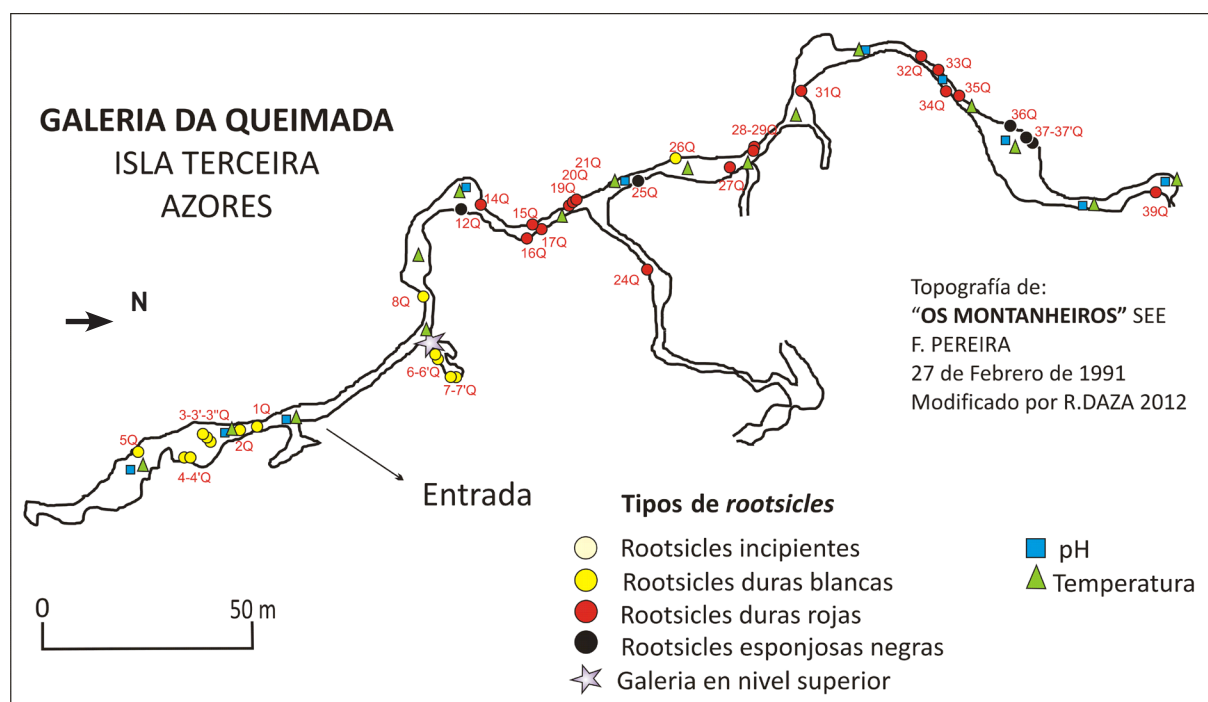 GALERIA DA QUEIMADA
ISLA TERCEIRA
AZORES
N
32Q
33Q
34Q
35Q
36Q
37-37'Q
39Q
31Q
28-29Q
27Q
26Q
25Q
21Q
20Q
19Q
24Q
15Q
17Q
16Q
14Q
12Q
8Q
6-6'Q
7-7'Q
1Q
3-3'-3"Q
2Q
5Q
4-4'Q
Entrada
Topografía de:
“OS MONTANHEIROS” SEE
F. PEREIRA
27 de Febrero de 1991
Modificado por R.DAZA 2012
Tipos de rootsicles
Rootsicles incipientes
Rootsicles duras blancas
Rootsicles duras rojas
Rootsicles esponjosas negras
Galeria en nivel superior
pH
Temperatura
0 50 m